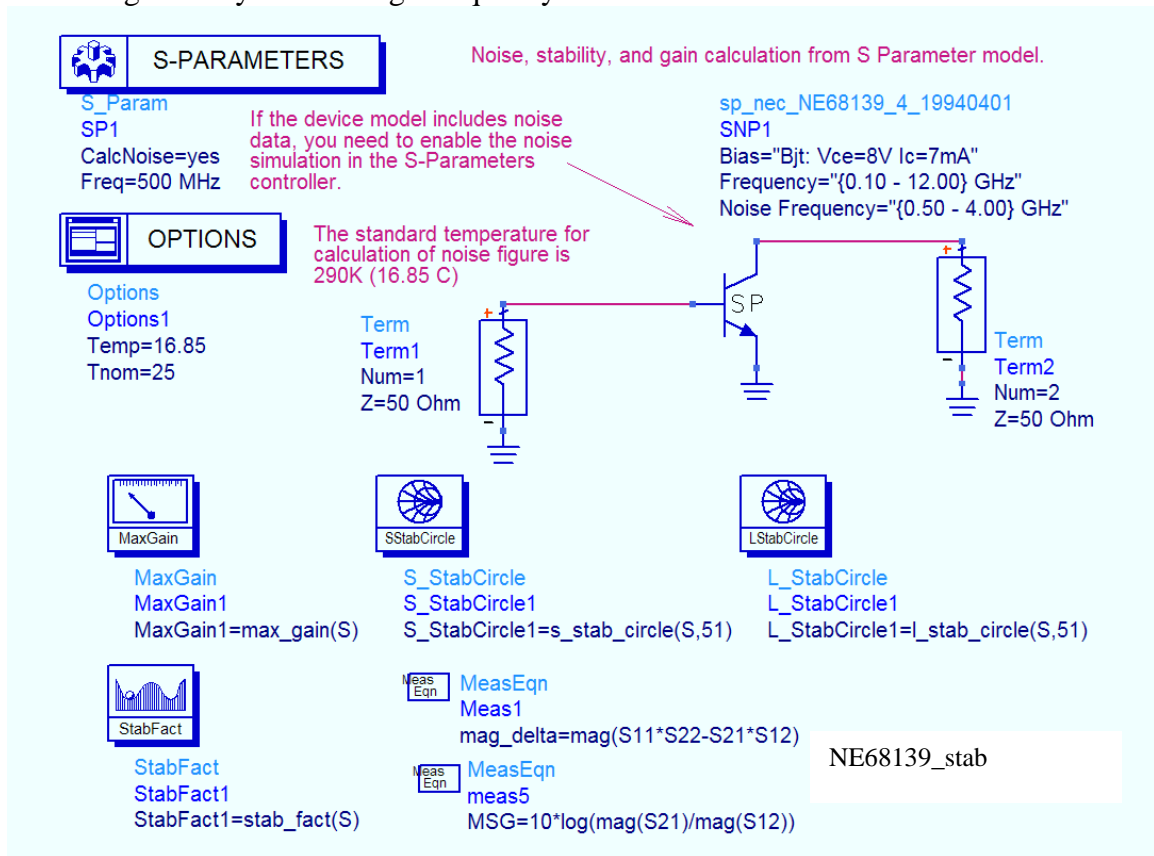 S-PARAMETERS
S_Param
SP1
CalcNoise=yes
Freq=500 MHz
Noise, stability, and gain calculation from S Parameter model.
If the device model includes noise
data, you need to enable the noise
simulation in the S-Parameters
controller.
sp_nec_NE68139_4_19940401
SNP1
Bias="Bjt: Vce=8V Ic=7mA"
Frequency="{0.10 - 12.00} GHz"
Noise Frequency="{0.50 - 4.00} GHz"
OPTIONS
Options
Options1
Temp=16.85
Tnom=25
The standard temperature for
calculation of noise figure is
290K (16.85 C)
Term
Term1
Num=1
Z=50 Ohm
+
-
SP
+
-
Term
Term2
Num=2
Z=50 Ohm
MaxGain
MaxGain
MaxGain1
MaxGain1=max_gain(S)
SStabCircle
S_StabCircle
S_StabCircle1
S_StabCircle1=s_stab_circle(S,51)
LStabCircle
L_StabCircle
L_StabCircle1
L_StabCircle1=l_stab_circle(S,51)
StabFact
StabFact
StabFact1
StabFact1=stab_fact(S)
Meas
Eqn
MeasEqn
Meas1
mag_delta=mag(S11*S22-S21*S12)
Meas
Eqn
MeasEqn
meas5
MSG=10*log(mag(S21)/mag(S12))
NE68139_stab